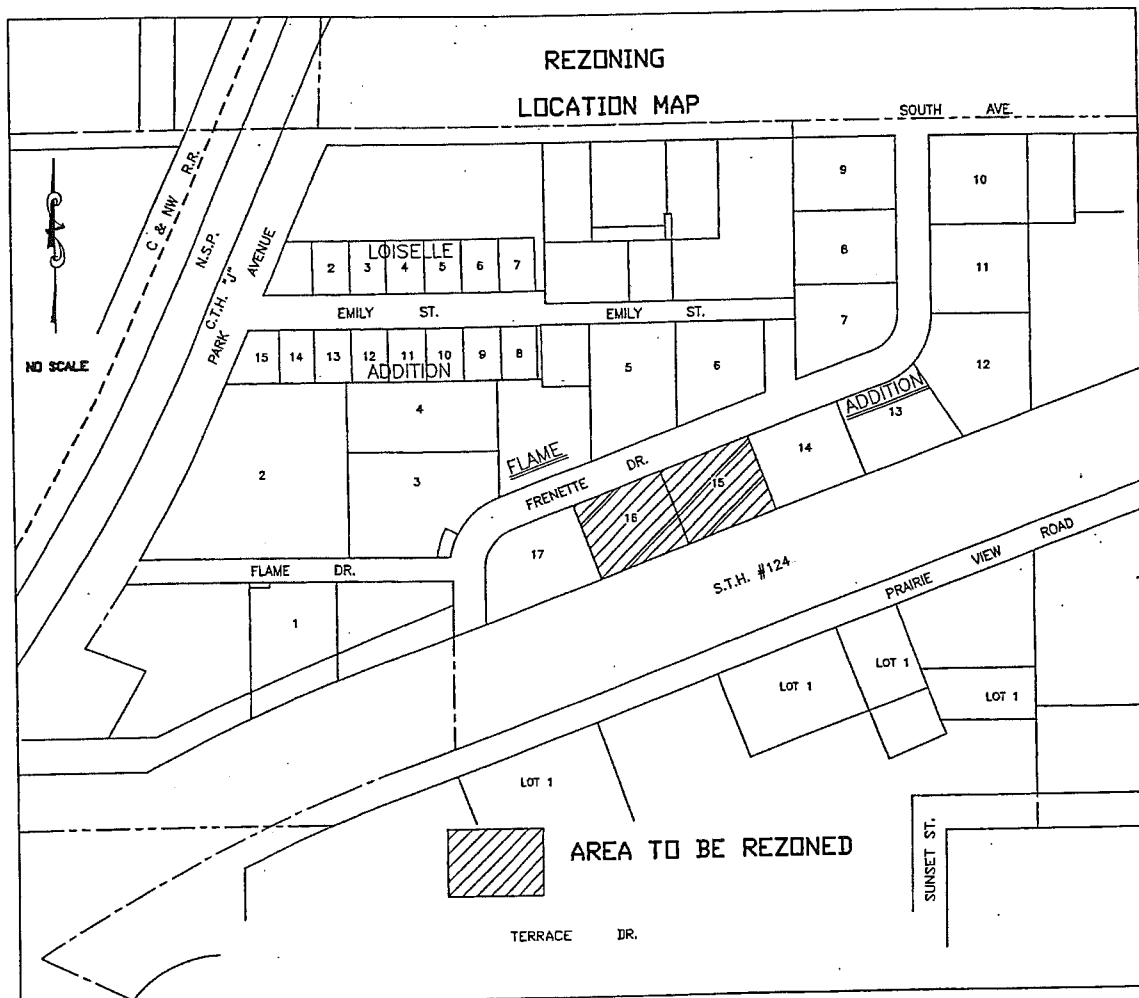 REZONING
LOCATION MAP
SOUTH AVE.
C & NW R.R.
N.S.P.
C.T.H. "J"
PARK AVENUE
NO SCALE
9
10
8
11
7
12
LOISELLE
2 3 4 5 6 7
EMILY ST.
EMILY ST.
15 14 13 12 11 10 9 8
ADDITION
5
6
4
2
3
FLAME
ADDITION
13
14
15
16
17
FRENETTE DR.
FLAME DR.
1
S.T.H. #124
PRAIRIE VIEW ROAD
LOT 1
LOT 1
LOT 1
LOT 1
AREA TO BE REZONED
SUNSET ST.
TERRACE DR.